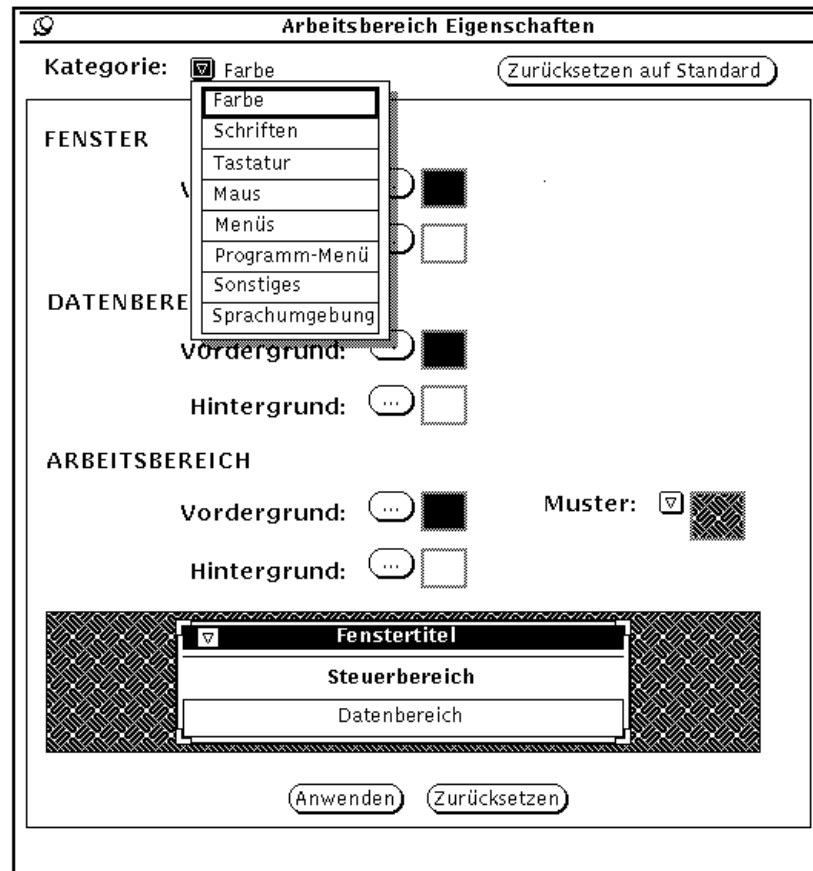 Arbeitsbereich Eigenschaften
Kategorie: Farbe Zurücksetzen auf Standard
Farbe
Schriften
FENSTER
Tastatur
Maus
Menüs
Programm-Menü
Sonstiges
DATENBERE
Sprachumgebung
Vordergrund: ...
Hintergrund: ...
ARBEITSBEREICH
Vordergrund: ... Muster:
Hintergrund: ...
Fenstertitel
Steuerbereich
Datenbereich
Anwenden Zurücksetzen